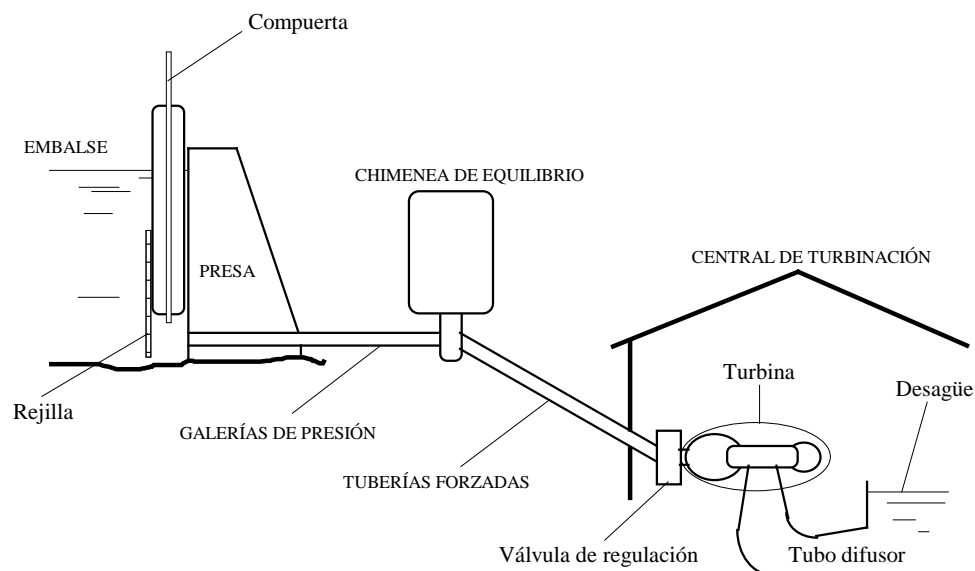 Compuerta
EMBALSE
CHIMENEA DE EQUILIBRIO
CENTRAL DE TURBINACIÓN
PRESA
Turbina
Desagüe
Rejilla
GALERÍAS DE PRESIÓN
TUBERÍAS FORZADAS
Válvula de regulación
Tubo difusor